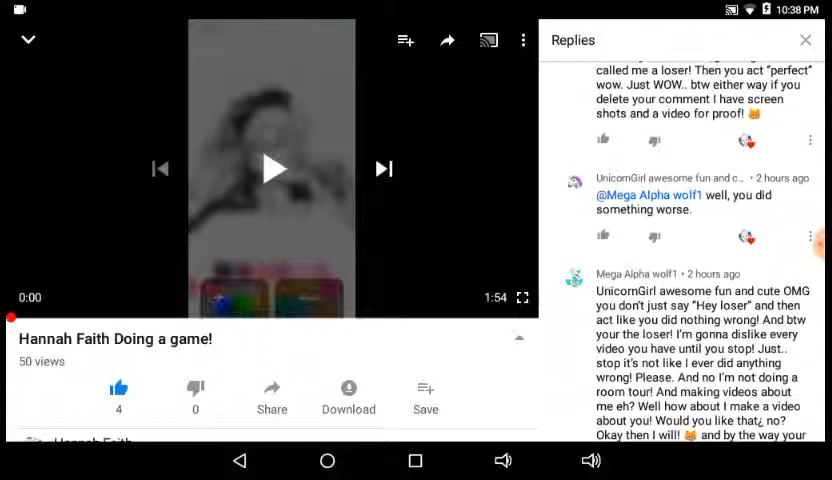 10:38 PM
Replies
called me a loser! Then you act "perfect"
wow. Just WOW.. btw either way if you
delete your comment I have screen
shots and a video for proof! 😹
UnicornGirl awesome fun and c... • 2 hours ago
@Mega Alpha wolf1 well, you did
something worse.
0:00
1:54
Mega Alpha wolf1 • 2 hours ago
UnicornGirl awesome fun and cute OMG
you don't just say "Hey loser" and then
act like you did nothing wrong! And btw
your the loser! I'm gonna dislike every
video you have until you stop! Just..
stop it's not like I ever did anything
wrong! Please. And no I'm not doing a
room tour! And making videos about
me eh? Well how about I make a video
about you! Would you like that¿ no?
Okay then I will! 😹 and by the way your
Hannah Faith Doing a game!
50 views
4
0
Share
Download
Save
Hannah Faith